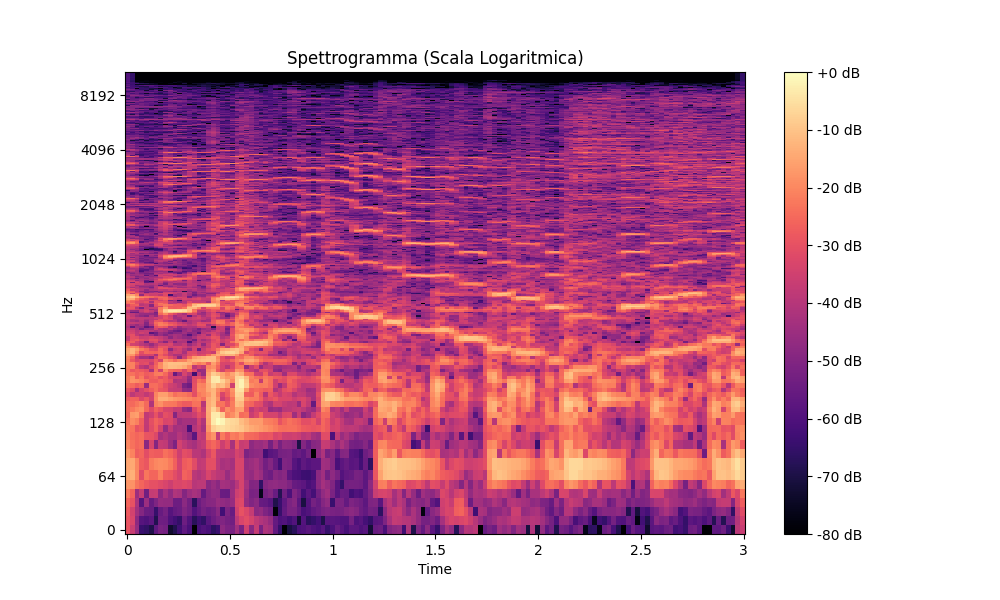 Spettrogramma (Scala Logaritmica)
Hz
8192
4096
2048
1024
512
256
128
64
0
0
0.5
1
1.5
2
2.5
3
Time
+0 dB
-10 dB
-20 dB
-30 dB
-40 dB
-50 dB
-60 dB
-70 dB
-80 dB